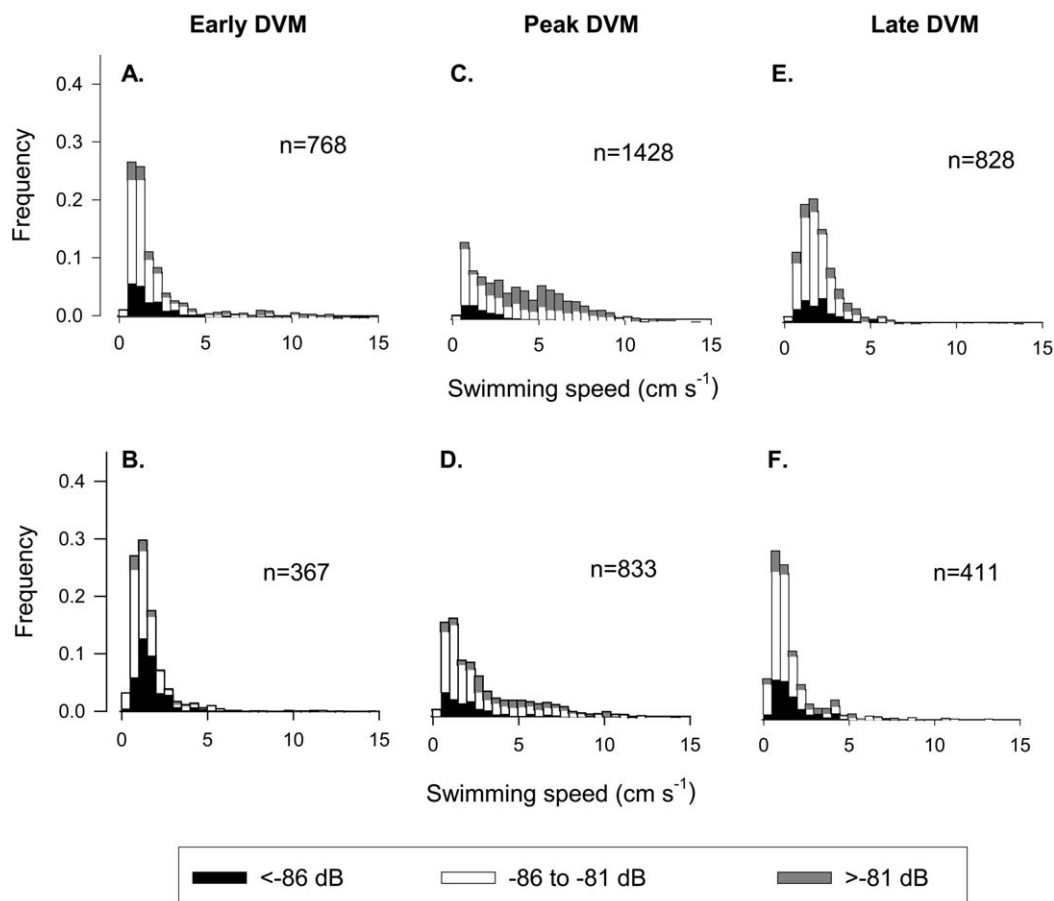 Early DVM Peak DVM Late DVM
A. C. E.
0.4
0.3
0.2
0.1
0.0
Frequency
n=768 n=1428 n=828
0 5 10 15 0 5 10 15 0 5 10 15
Swimming speed (cm s⁻¹)
B. D. F.
0.4
0.3
0.2
0.1
0.0
Frequency
n=367 n=833 n=411
0 5 10 15 0 5 10 15 0 5 10 15
Swimming speed (cm s⁻¹)
<-86 dB -86 to -81 dB >-81 dB